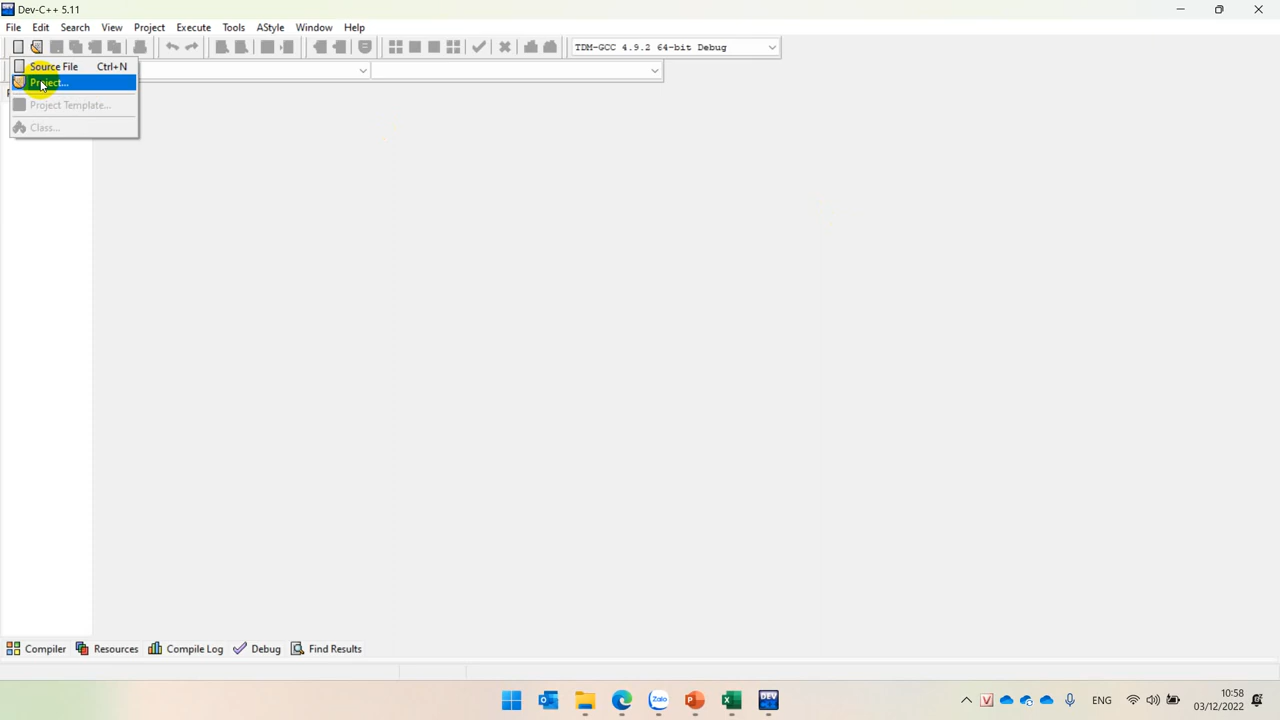 Dev-C++ 5.11
File Edit Search View Project Execute Tools AStyle Window Help
TDM-GCC 4.9.2 64-bit Debug
Source File Ctrl+N
Project...
Project Template...
Class...
Compiler Resources Compile Log Debug Find Results
Zalo
DEV
V
ENG
10:58
03/12/2022